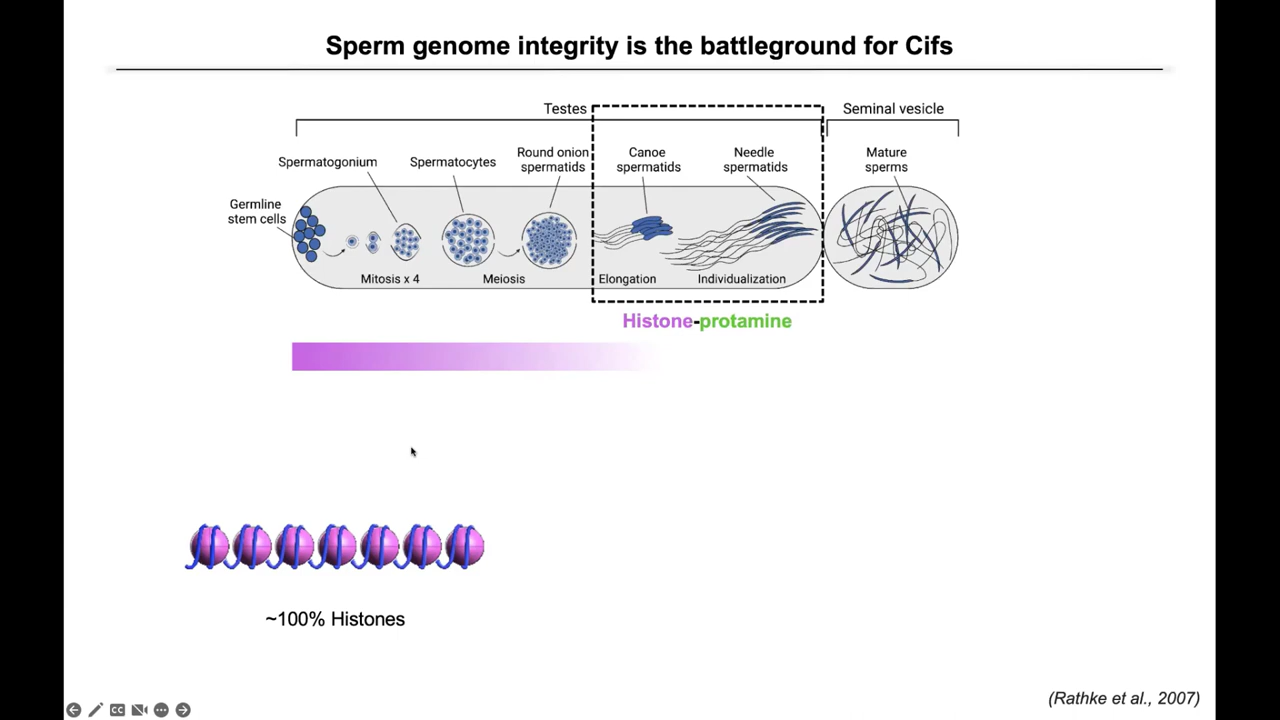 Sperm genome integrity is the battleground for Cifs
Testes
Seminal vesicle
Spermatogonium
Spermatocytes
Round onion
spermatids
Canoe
spermatids
Needle
spermatids
Mature
sperms
Germline
stem cells
Mitosis x 4
Meiosis
Elongation
Individualization
Histone-protamine
~100% Histones
(Rathke et al., 2007)
CC